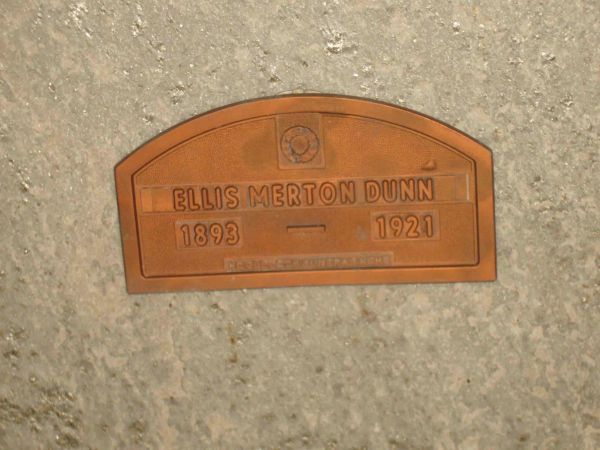 ELLIS MERTON DUNN
1893 — 1921